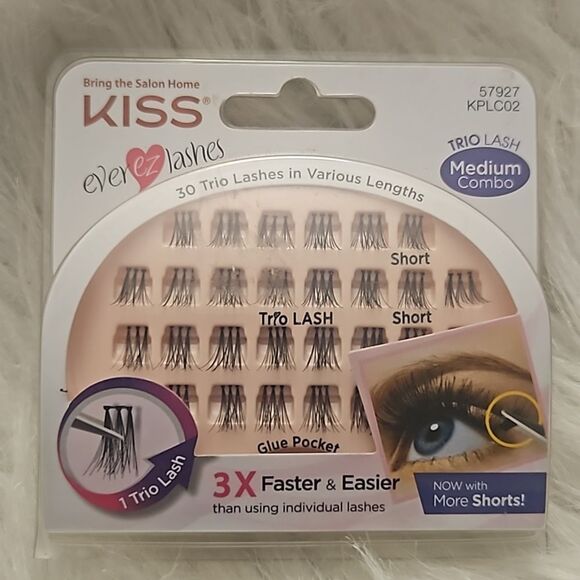 Bring the Salon Home
KISS®
57927
KPLC02
ever ez lashes
TRIO LASH
Medium
Combo
30 Trio Lashes in Various Lengths
Short
Trio LASH
Short
Glue Pocket
1 Trio Lash
3X Faster & Easier
than using individual lashes
NOW with
More Shorts!